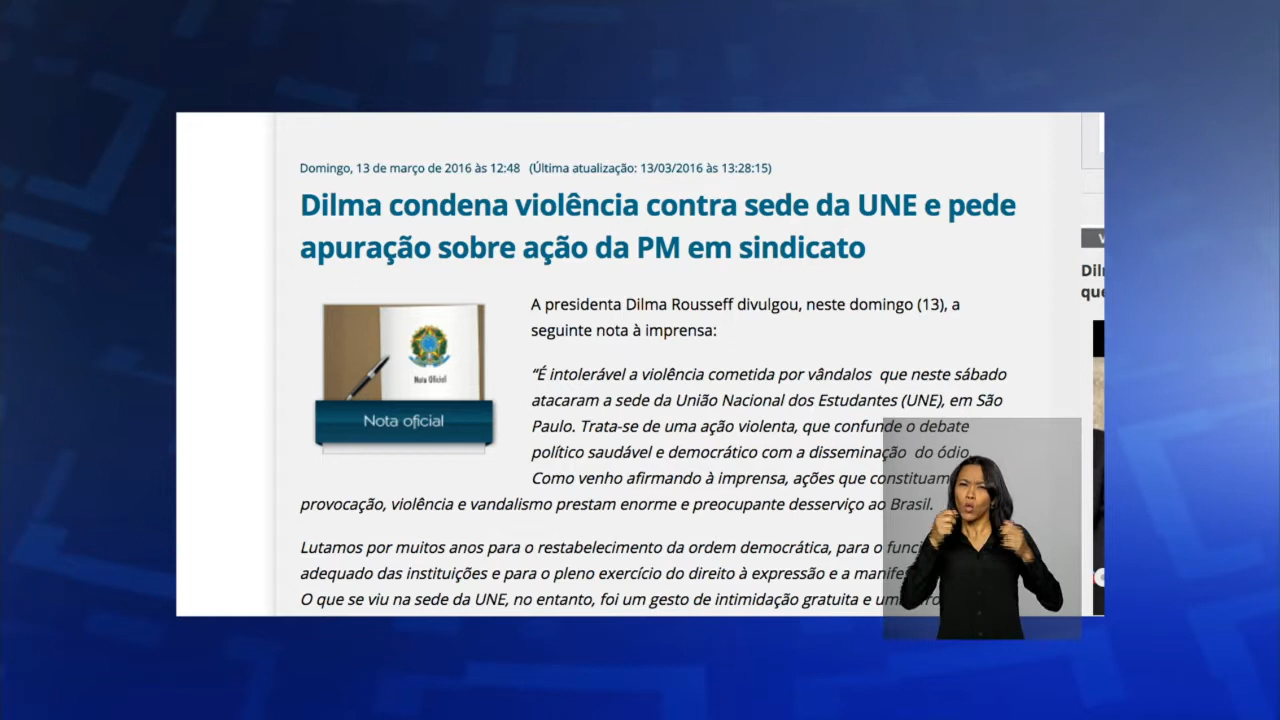 Domingo, 13 de março de 2016 às 12:48 (Última atualização: 13/03/2016 às 13:28:15)
Dilma condena violência contra sede da UNE e pede
apuração sobre ação da PM em sindicato
Nota Oficial
Nota oficial
A presidenta Dilma Rousseff divulgou, neste domingo (13), a
seguinte nota à imprensa:
“É intolerável a violência cometida por vândalos que neste sábado
atacaram a sede da União Nacional dos Estudantes (UNE), em São
Paulo. Trata-se de uma ação violenta, que confunde o debate
político saudável e democrático com a disseminação do ódio.
Como venho afirmando à imprensa, ações que constituam
provocação, violência e vandalismo prestam enorme e preocupante desserviço ao Brasil.
Lutamos por muitos anos para o restabelecimento da ordem democrática, para o
adequado das instituições e para o pleno exercício do direito à expressão e a
O que se viu na sede da UNE, no entanto, foi um gesto de intimidação gratuita e